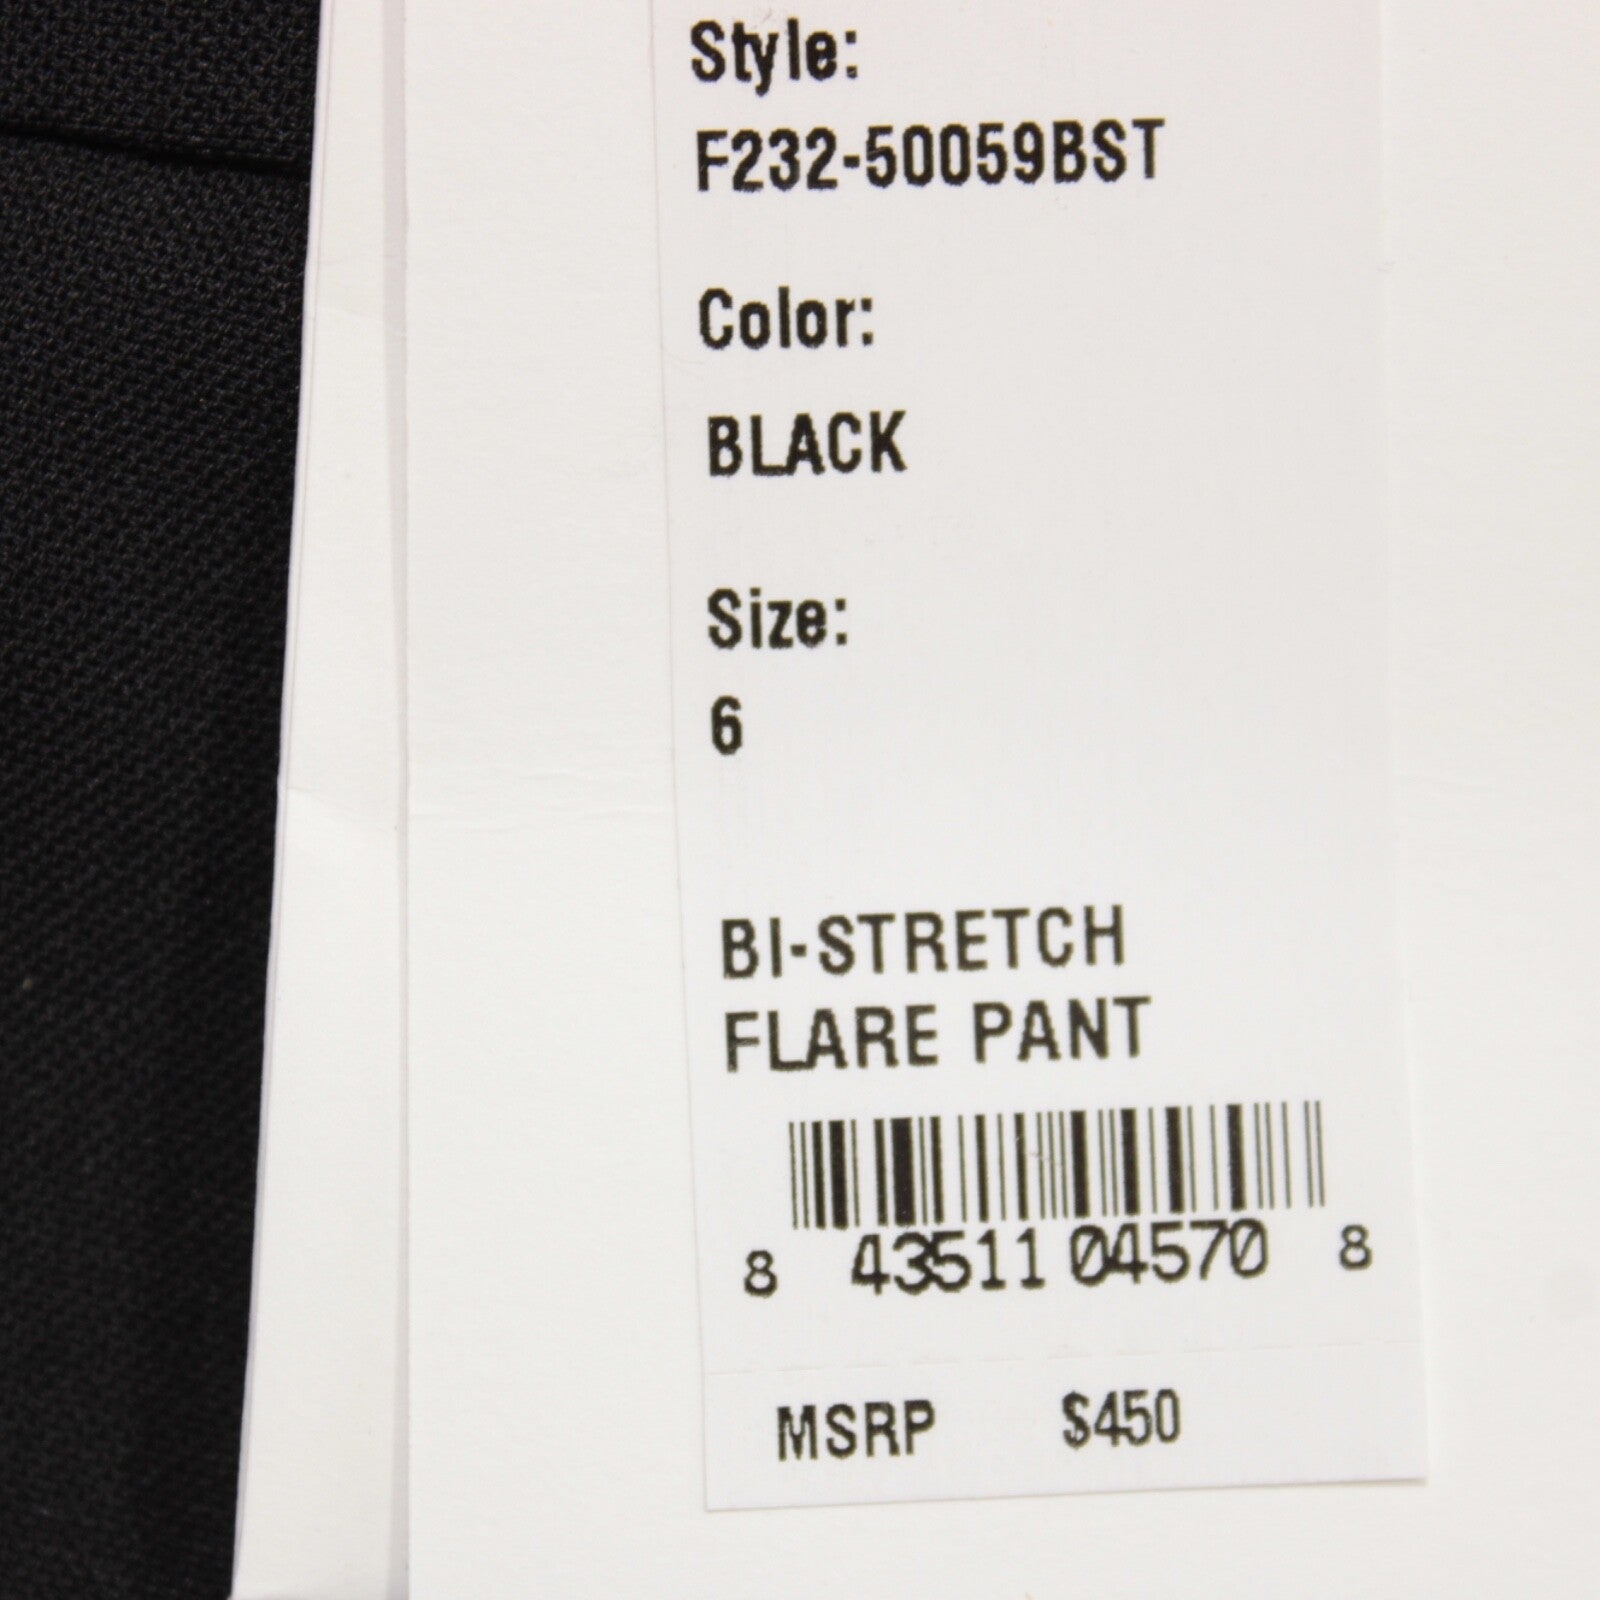 Style:
F232-50059BST
Color:
BLACK
Size:
6
BI-STRETCH
FLARE PANT
8 43511 04570 8
MSRP $450